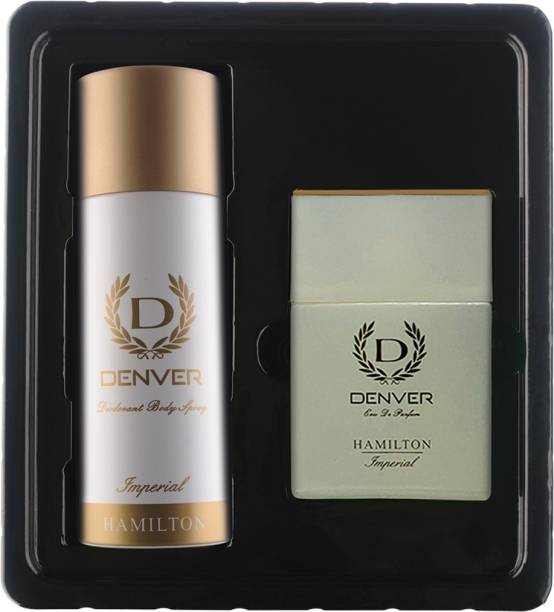 D
DENVER
Deodorant Body Spray
Imperial
HAMILTON
D
DENVER
Eau De Parfum
HAMILTON
Imperial